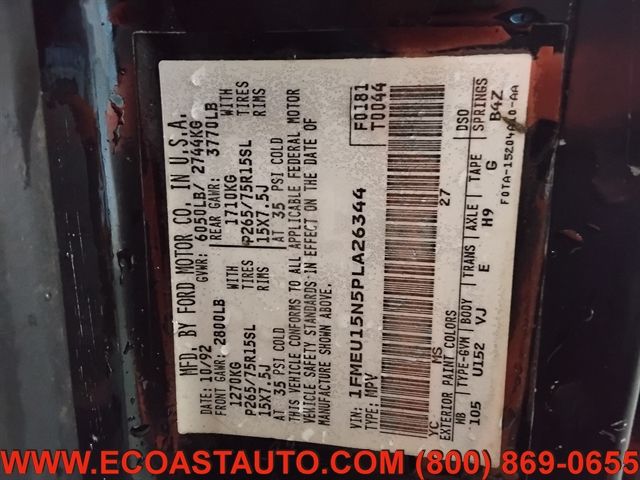 MFD. BY FORD MOTOR CO. IN U.S.A.
DATE: 10/92 GVWR: 6050LB/ 2744KG
FRONT GAWR: 2800LB REAR GAWR: 3770LB
1270KG WITH 1710KG WITH
P265/75R15SL TIRES P265/75R15SL TIRES
15X7.5J RIMS 15X7.5J RIMS
AT 35 PSI COLD AT 35 PSI COLD
THIS VEHICLE CONFORMS TO ALL APPLICABLE FEDERAL MOTOR
VEHICLE SAFETY STANDARDS IN EFFECT ON THE DATE OF
MANUFACTURE SHOWN ABOVE.
VIN: 1FMEU15N5PLA26344 F0181
TYPE: MPV T0044
YC MS 27
EXTERIOR PAINT COLORS DSO
WB TYPE-GVM BODY TRANS AXLE TAPE SPRINGS
105 U152 VJ E H9 G B4Z
WWW.ECOASTAUTO.COM (800) 869-0655